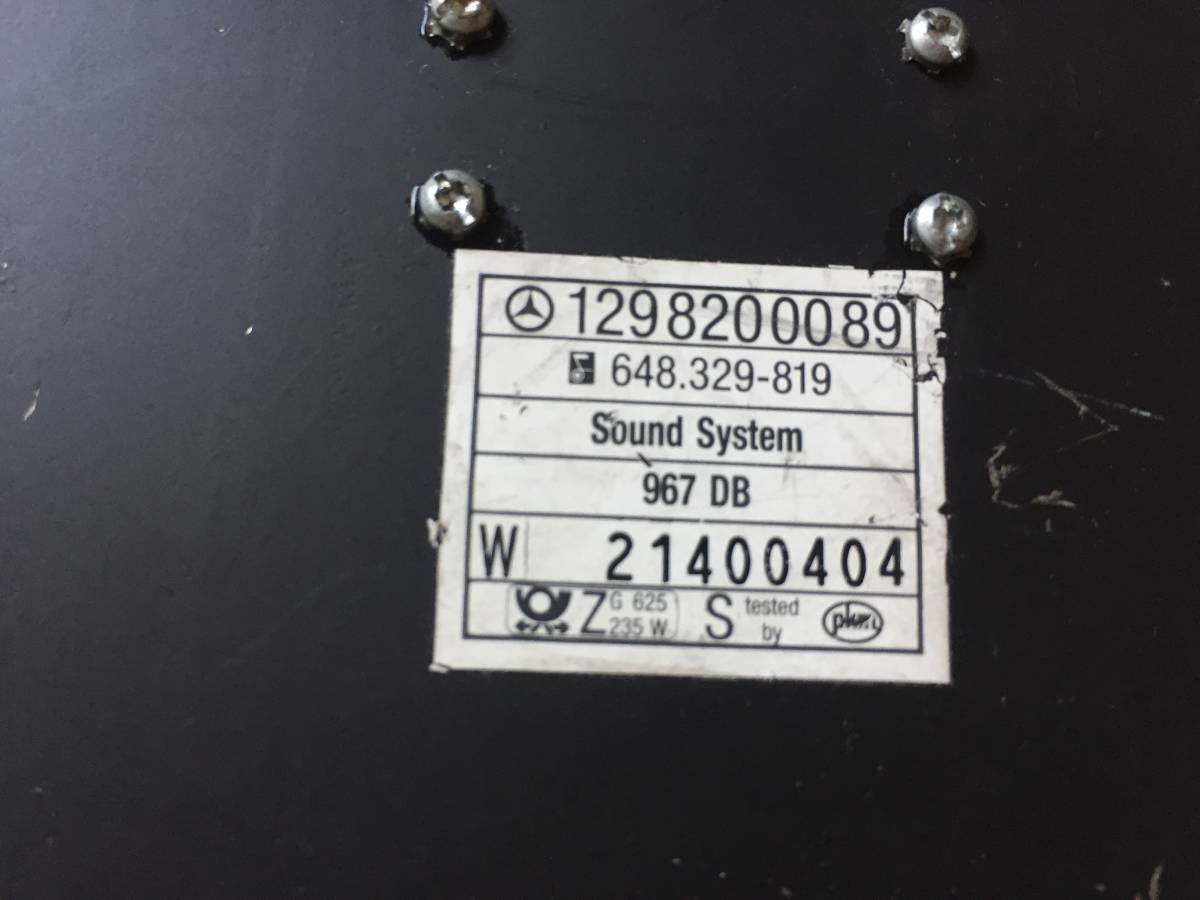 1298200089
648.329-819
Sound System
967 DB
W 21400404
Z G 625 235 W S tested by